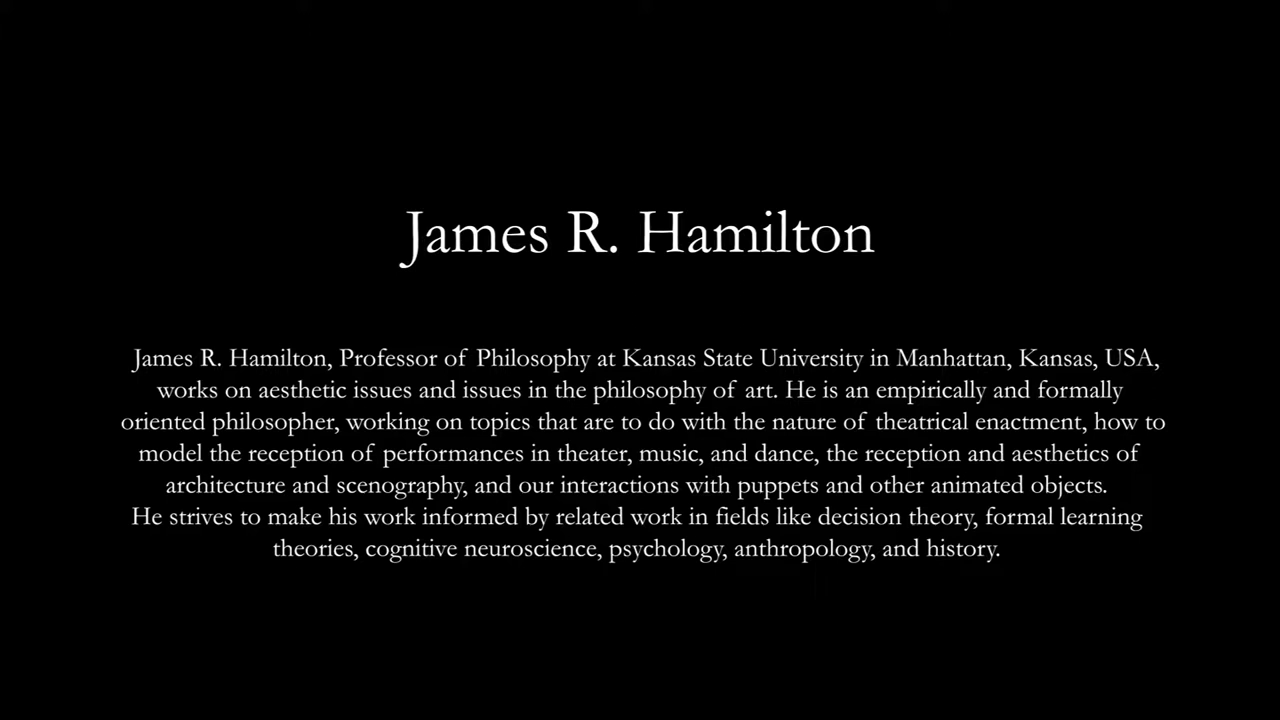 James R. Hamilton
James R. Hamilton, Professor of Philosophy at Kansas State University in Manhattan, Kansas, USA,
works on aesthetic issues and issues in the philosophy of art. He is an empirically and formally
oriented philosopher, working on topics that are to do with the nature of theatrical enactment, how to
model the reception of performances in theater, music, and dance, the reception and aesthetics of
architecture and scenography, and our interactions with puppets and other animated objects.
He strives to make his work informed by related work in fields like decision theory, formal learning
theories, cognitive neuroscience, psychology, anthropology, and history.